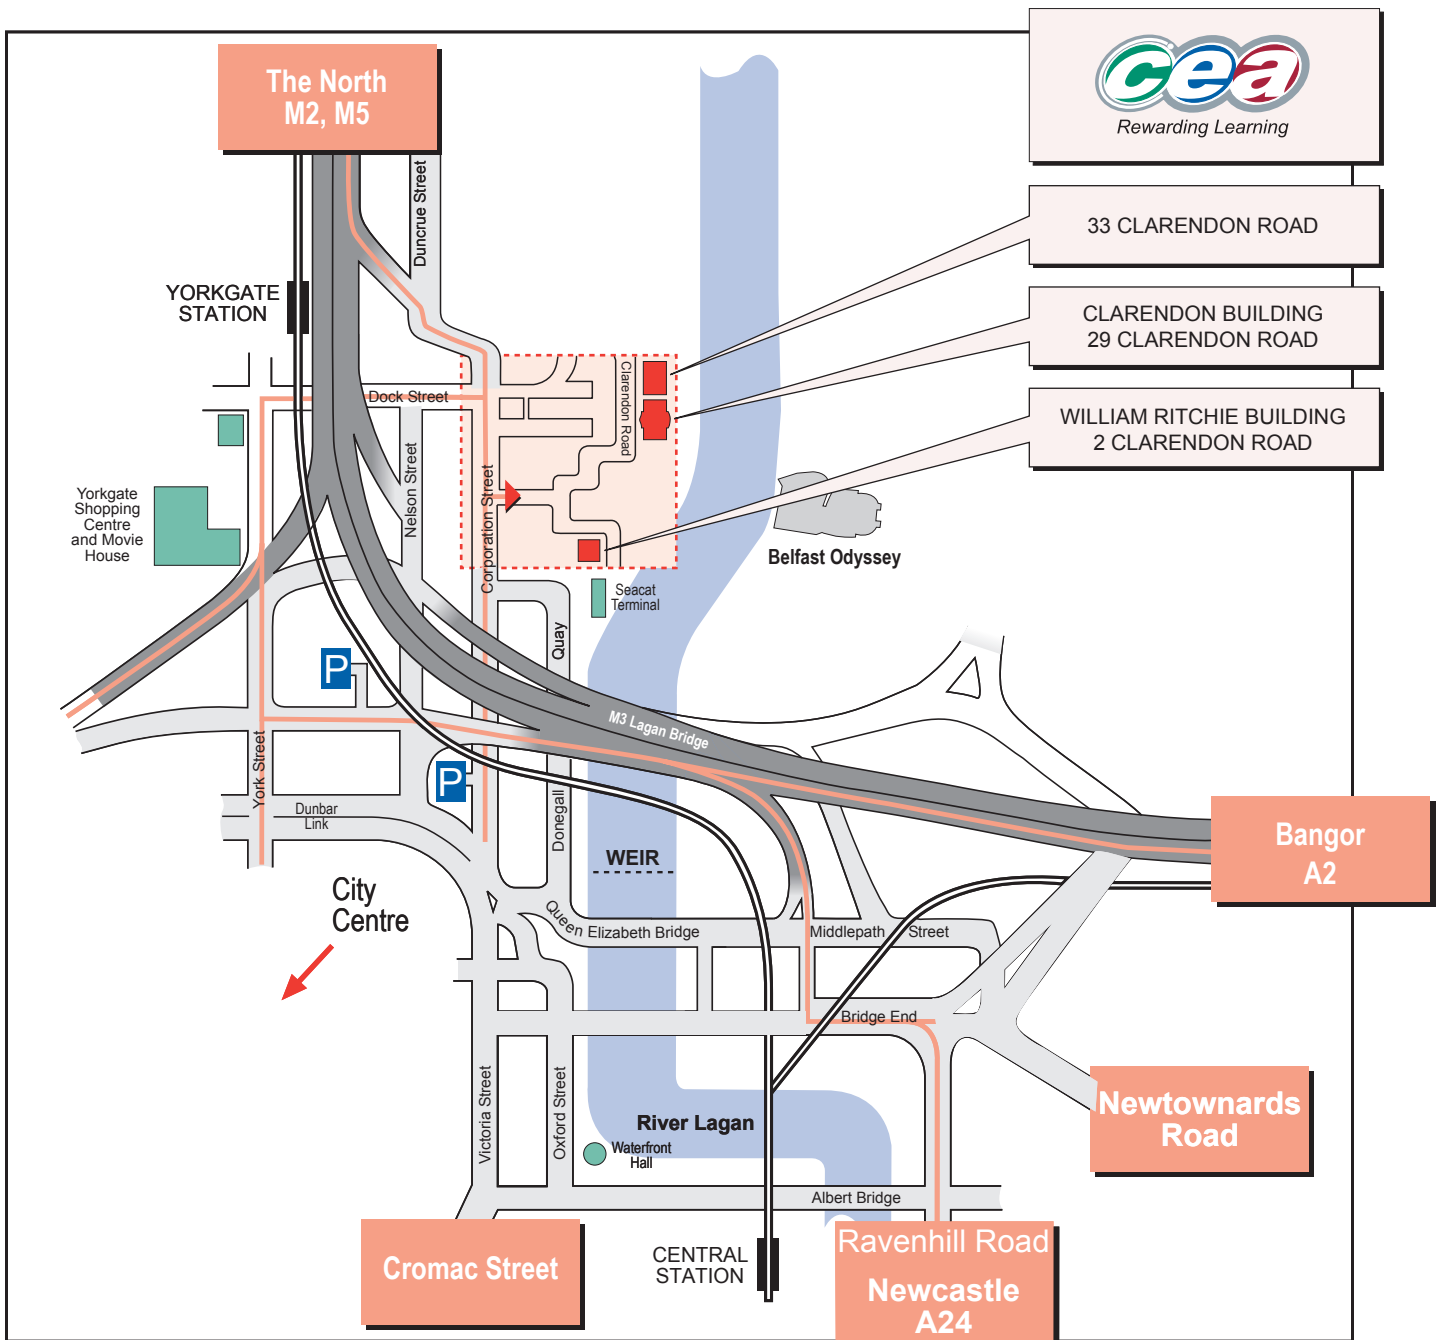 The North
M2, M5
cea
Rewarding Learning
33 CLARENDON ROAD
CLARENDON BUILDING
29 CLARENDON ROAD
WILLIAM RITCHIE BUILDING
2 CLARENDON ROAD
Duncrue Street
YORKGATE
STATION
Dock Street
Clarendon Road
Nelson Street
Corporation Street
Yorkgate
Shopping
Centre
and Movie
House
Belfast Odyssey
Seacat
Terminal
P
M3 Lagan Bridge
York Street
P
Donegall Quay
Dunbar
Link
WEIR
City
Centre
Bangor
A2
Queen Elizabeth Bridge
Middlepath Street
Bridge End
Victoria Street
Oxford Street
River Lagan
Waterfront
Hall
Newtownards
Road
Albert Bridge
Cromac Street
CENTRAL
STATION
Ravenhill Road
Newcastle
A24